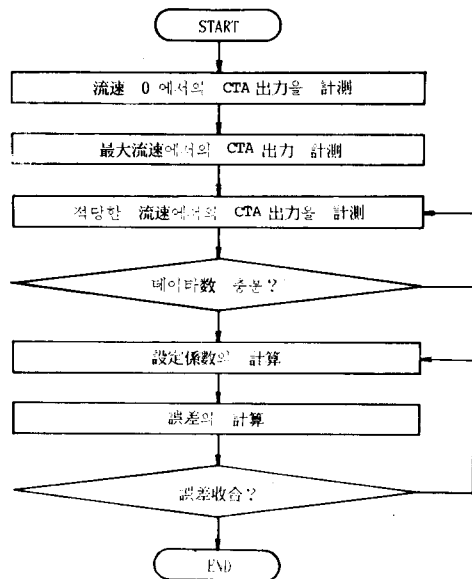 START
流速 0 에서의 CTA 出力을 計測
最大流速에서의 CTA 出力 計測
적당한 流速에서의 CTA 出力을 計測
데이타数 충분?
設定係数의 計算
誤差의 計算
誤差収合?
END